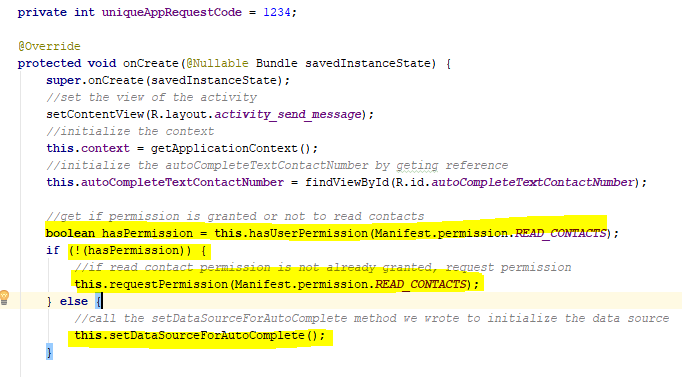 private int uniqueAppRequestCode = 1234;
@Override
protected void onCreate(@Nullable Bundle savedInstanceState) {
super.onCreate(savedInstanceState);
//set the view of the activity
setContentView(R.layout.activity_send_message);
//initialize the context
this.context = getApplicationContext();
//initialize the autoCompleteTextContactNumber by geting reference
this.autoCompleteTextContactNumber = findViewById(R.id.autoCompleteTextContactNumber);
//get if permission is granted or not to read contacts
boolean hasPermission = this.hasUserPermission(Manifest.permission.READ_CONTACTS);
if (!(hasPermission)) {
//if read contact permission is not already granted, request permission
this.requestPermission(Manifest.permission.READ_CONTACTS);
} else {
//call the setDataSourceForAutoComplete method we wrote to initialize the data source
this.setDataSourceForAutoComplete();
}